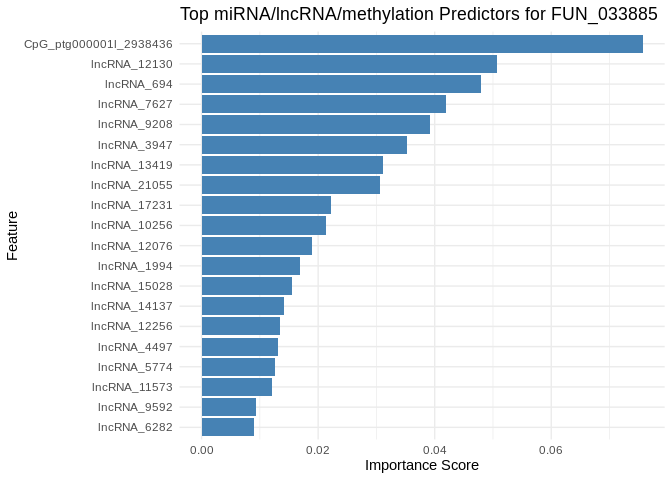 Top miRNA/lncRNA/methylation Predictors for FUN_033885
Feature
CpG_ptg000001l_2938436
lncRNA_12130
lncRNA_694
lncRNA_7627
lncRNA_9208
lncRNA_3947
lncRNA_13419
lncRNA_21055
lncRNA_17231
lncRNA_10256
lncRNA_12076
lncRNA_1994
lncRNA_15028
lncRNA_14137
lncRNA_12256
lncRNA_4497
lncRNA_5774
lncRNA_11573
lncRNA_9592
lncRNA_6282
0.00 0.02 0.04 0.06
Importance Score